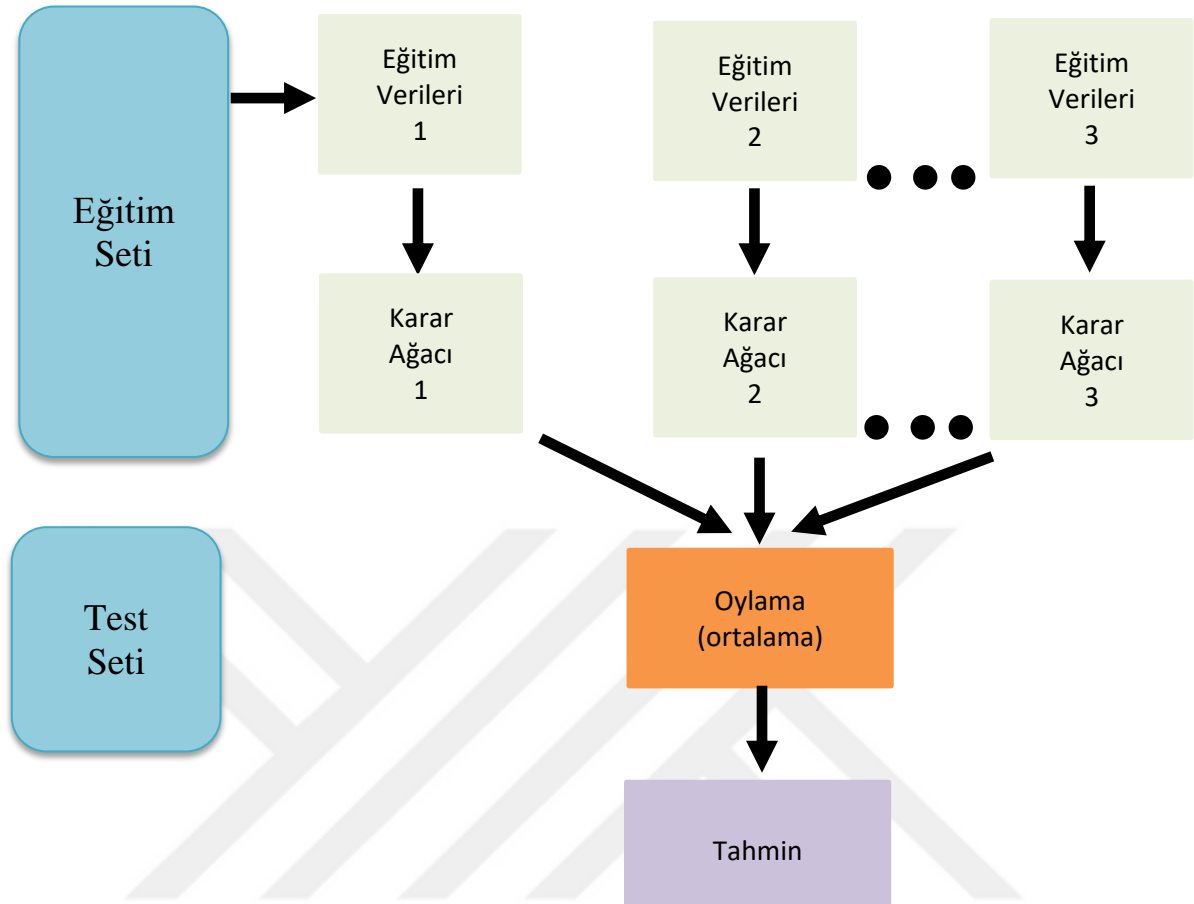 Eğitim
Seti
Eğitim
Verileri
1
Eğitim
Verileri
2
Eğitim
Verileri
3
Karar
Ağacı
1
Karar
Ağacı
2
Karar
Ağacı
3
Test
Seti
Oylama
(ortalama)
Tahmin